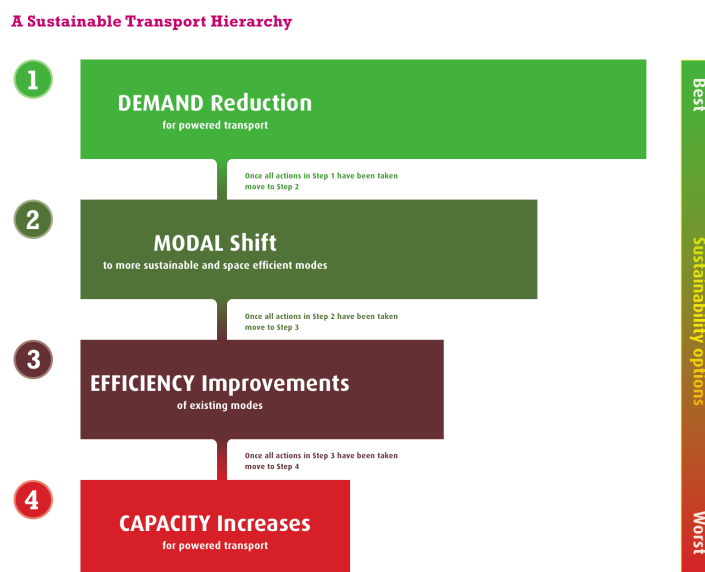 A Sustainable Transport Hierarchy
1
DEMAND Reduction
for powered transport
Once all actions in Step 1 have been taken
move to Step 2
2
MODAL Shift
to more sustainable and space efficient modes
Once all actions in Step 2 have been taken
move to Step 3
3
EFFICIENCY Improvements
of existing modes
Once all actions in Step 3 have been taken
move to Step 4
4
CAPACITY Increases
for powered transport
Best
Sustainability options
Worst